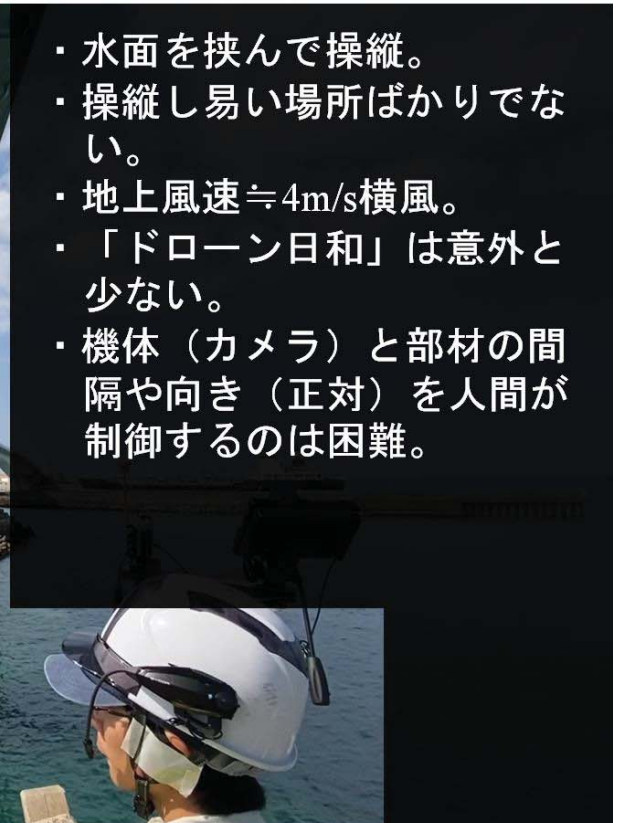 ・水面を挟んで操縦。
・操縦し易い場所ばかりでな
い。
・地上風速≒4m/s横風。
・「ドローン日和」は意外と
少ない。
・機体（カメラ）と部材の間
隔や向き（正対）を人間が
制御するのは困難。